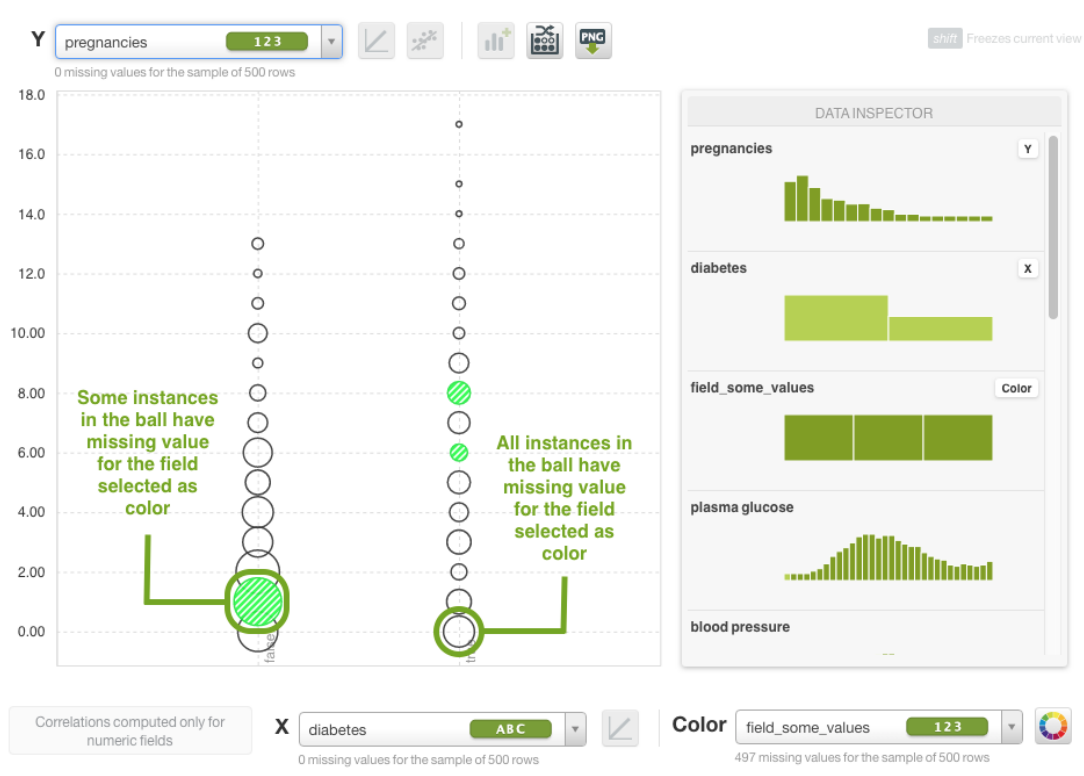 Y
pregnancies
123
PNG
shift Freezes current view
0 missing values for the sample of 500 rows
18.0
16.0
14.0
12.0
10.00
8.00
6.00
4.00
2.00
0.00
Some instances
in the ball have
missing value
for the field
selected as
color
All instances in
the ball have
missing value
for the field
selected as
color
false
true
DATA INSPECTOR
pregnancies
Y
diabetes
X
field_some_values
Color
plasma glucose
blood pressure
Correlations computed only for
numeric fields
X
diabetes
ABC
0 missing values for the sample of 500 rows
Color
field_some_values
123
497 missing values for the sample of 500 rows